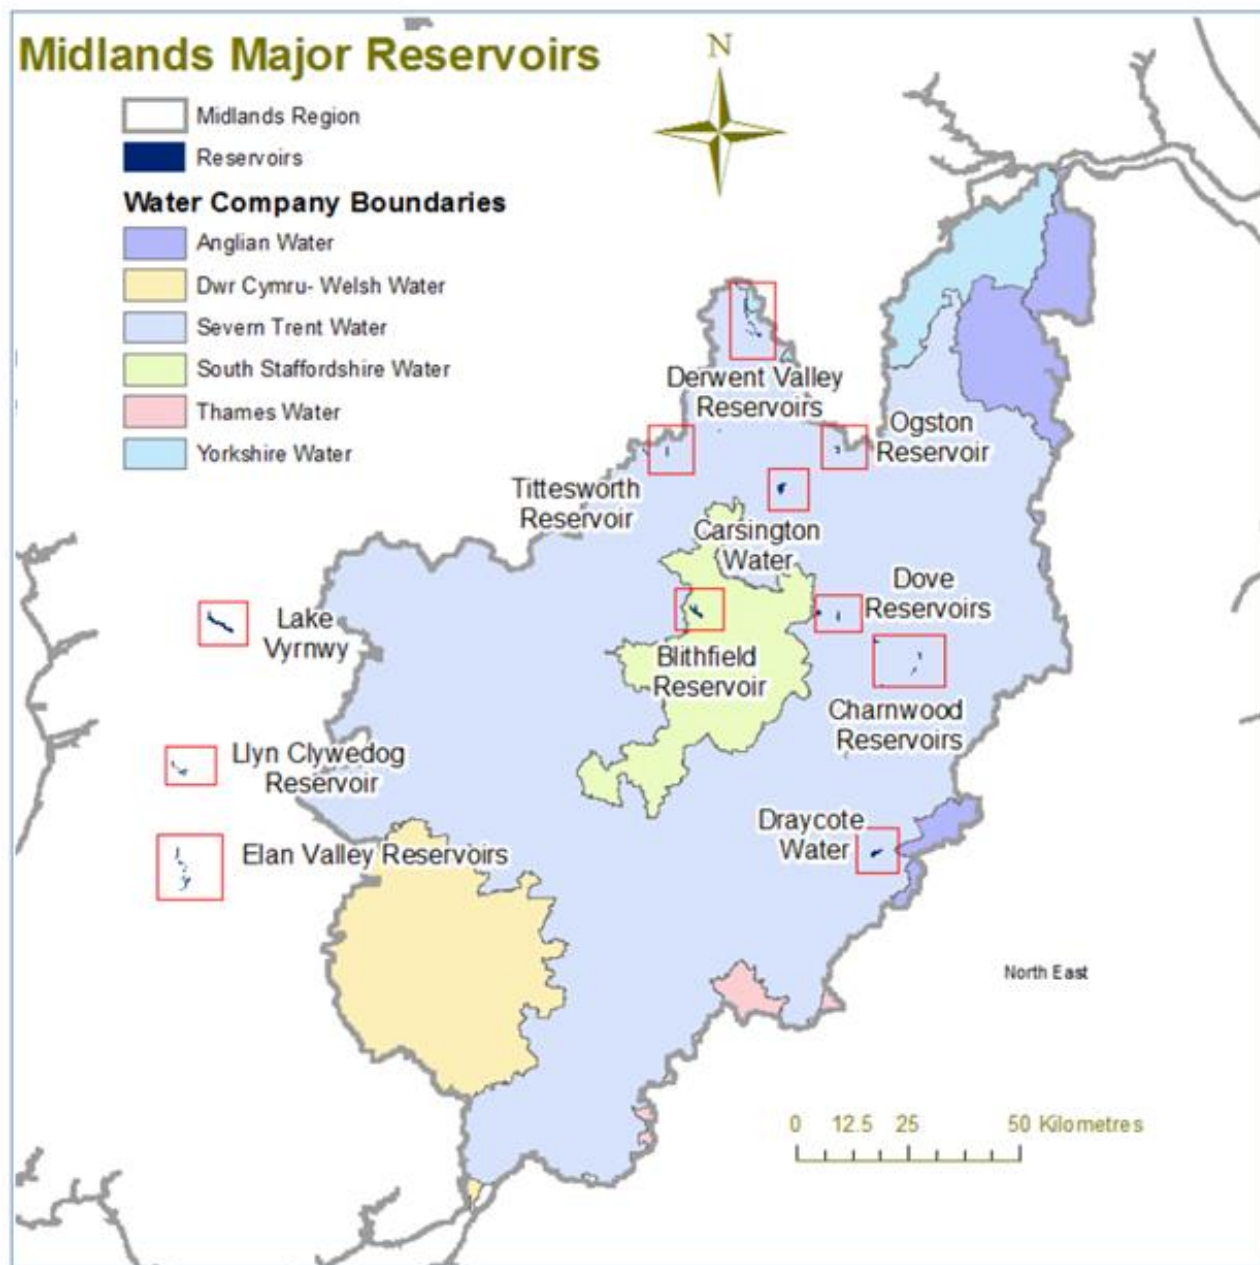 Midlands Major Reservoirs
N
Midlands Region
Reservoirs
Water Company Boundaries
Anglian Water
Dwr Cymru- Welsh Water
Severn Trent Water
South Staffordshire Water
Thames Water
Yorkshire Water
Derwent Valley
Reservoirs
Ogston
Reservoir
Tittesworth
Reservoir
Carsington
Water
Dove
Reservoirs
Lake
Vyrnwy
Blithfield
Reservoir
Charnwood
Reservoirs
Llyn Clywedog
Reservoir
Draycote
Water
Elan Valley Reservoirs
North East
0 12.5 25 50 Kilometres